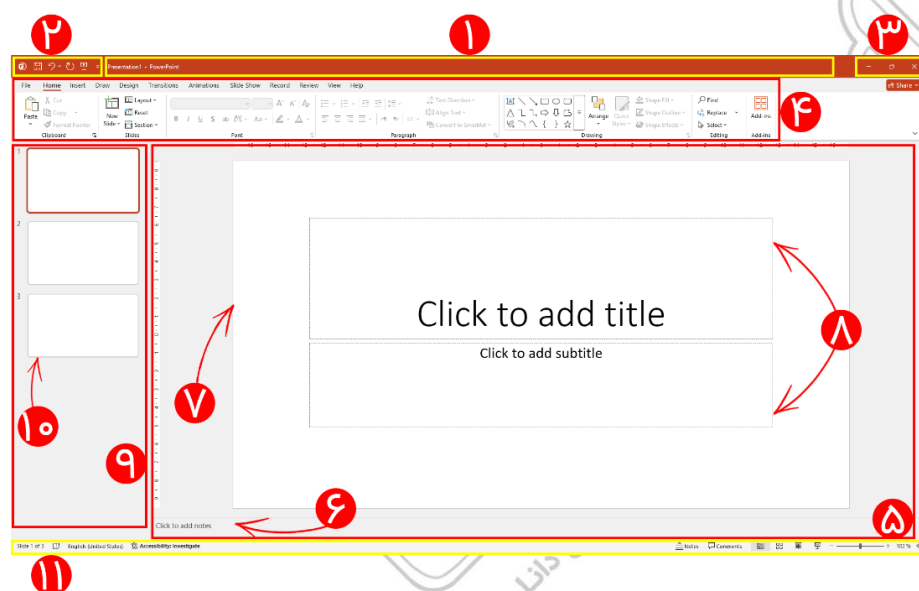 ۲
۱
۳
Presentation1 - PowerPoint
File Home Insert Draw Design Transitions Animations Slide Show Record Review View Help
Share
Paste
Cut
Copy
Format Painter
Clipboard
New Slide
Layout
Reset
Section
Slides
Font
Text Direction
Align Text
Convert to SmartArt
Paragraph
Arrange
Quick Styles
Shape Fill
Shape Outline
Shape Effects
Drawing
Find
Replace
Select
Editing
Add-ins
Add-ins
۴
1
2
3
Click to add title
Click to add subtitle
۸
۷
۱۰
۹
۶
۵
Click to add notes
English (United States) Accessibility: Investigate
Notes Comments
۱۱
دانا